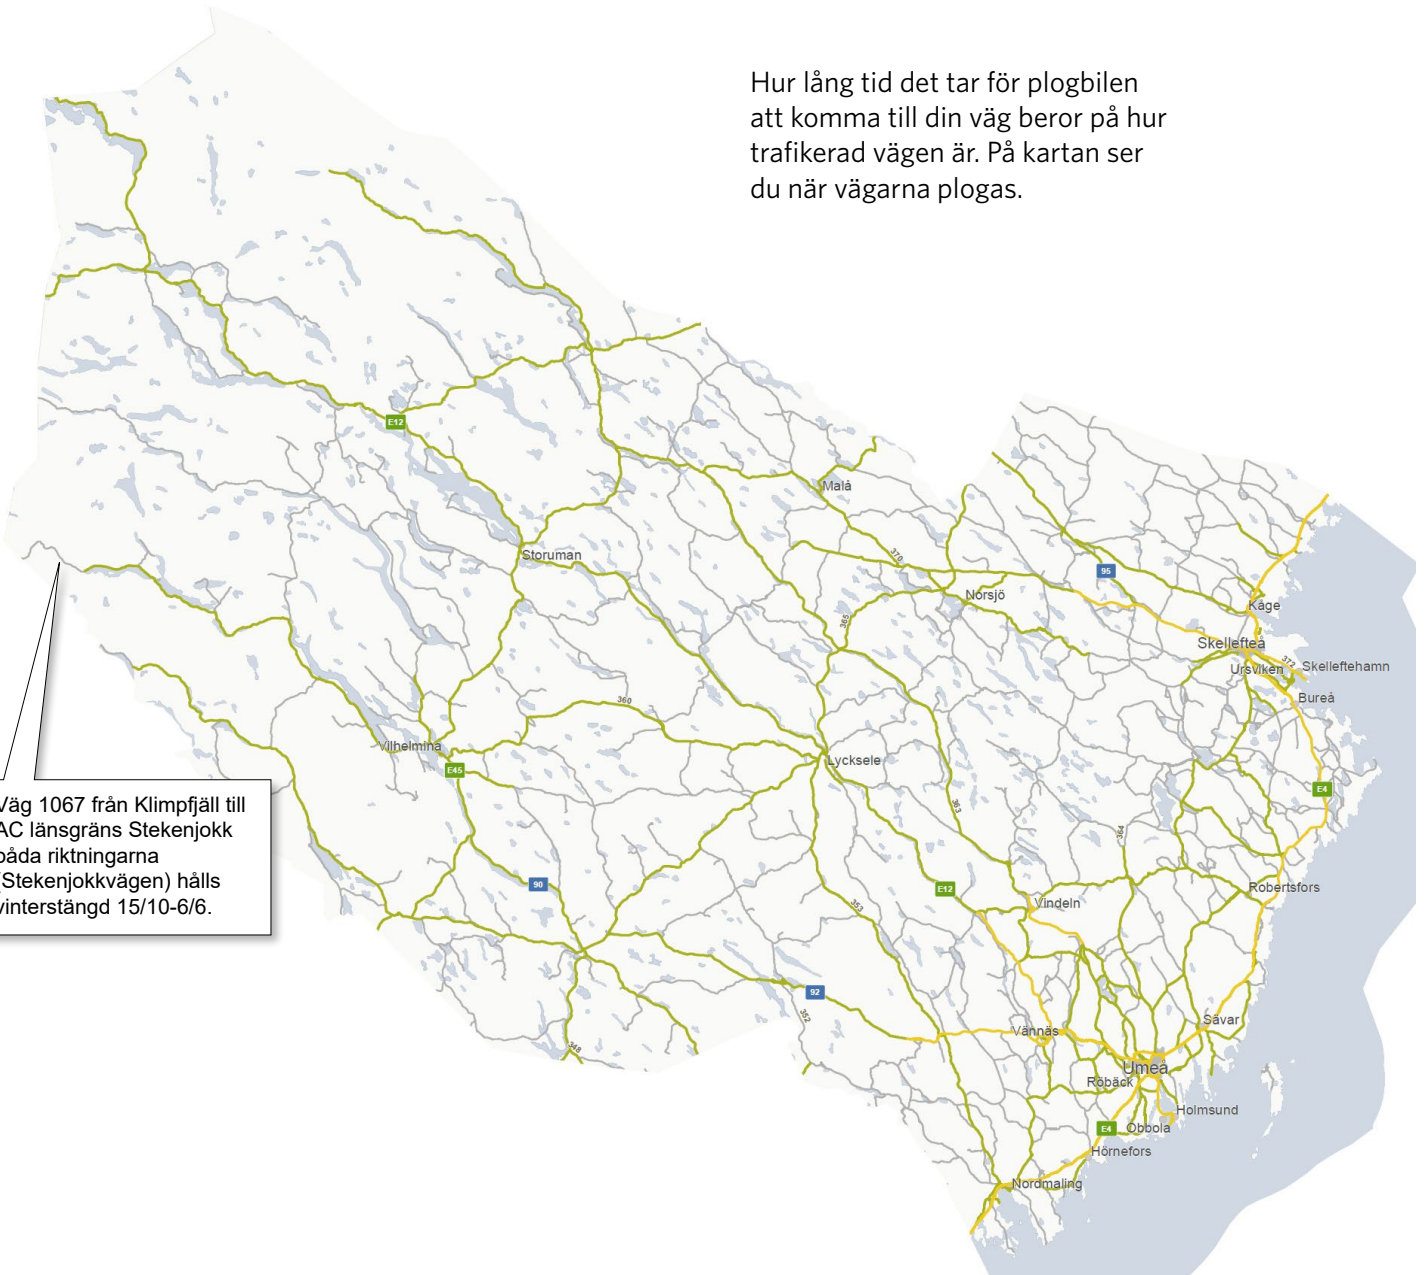 Hur lång tid det tar för plogbilen
att komma till din väg beror på hur
trafikerad vägen är. På kartan ser
du när vägarna plogas.
E12
Malå
Storuman
370
95
Norsjö
Kåge
365
Skellefteå
372
Ursviken
Skelleftehamn
Bureå
360
Vilhelmina
E45
Lycksele
E4
363
364
Väg 1067 från Klimpfjäll till
AC länsgräns Stekenjokk
båda riktningarna
(Stekenjokkvägen) hålls
vinterstängd 15/10-6/6.
90
E12
Robertsfors
Vindeln
353
92
352
Sävar
Vännäs
348
Umeå
Röbäck
Holmsund
E4
Obbola
Hörnefors
Nordmaling